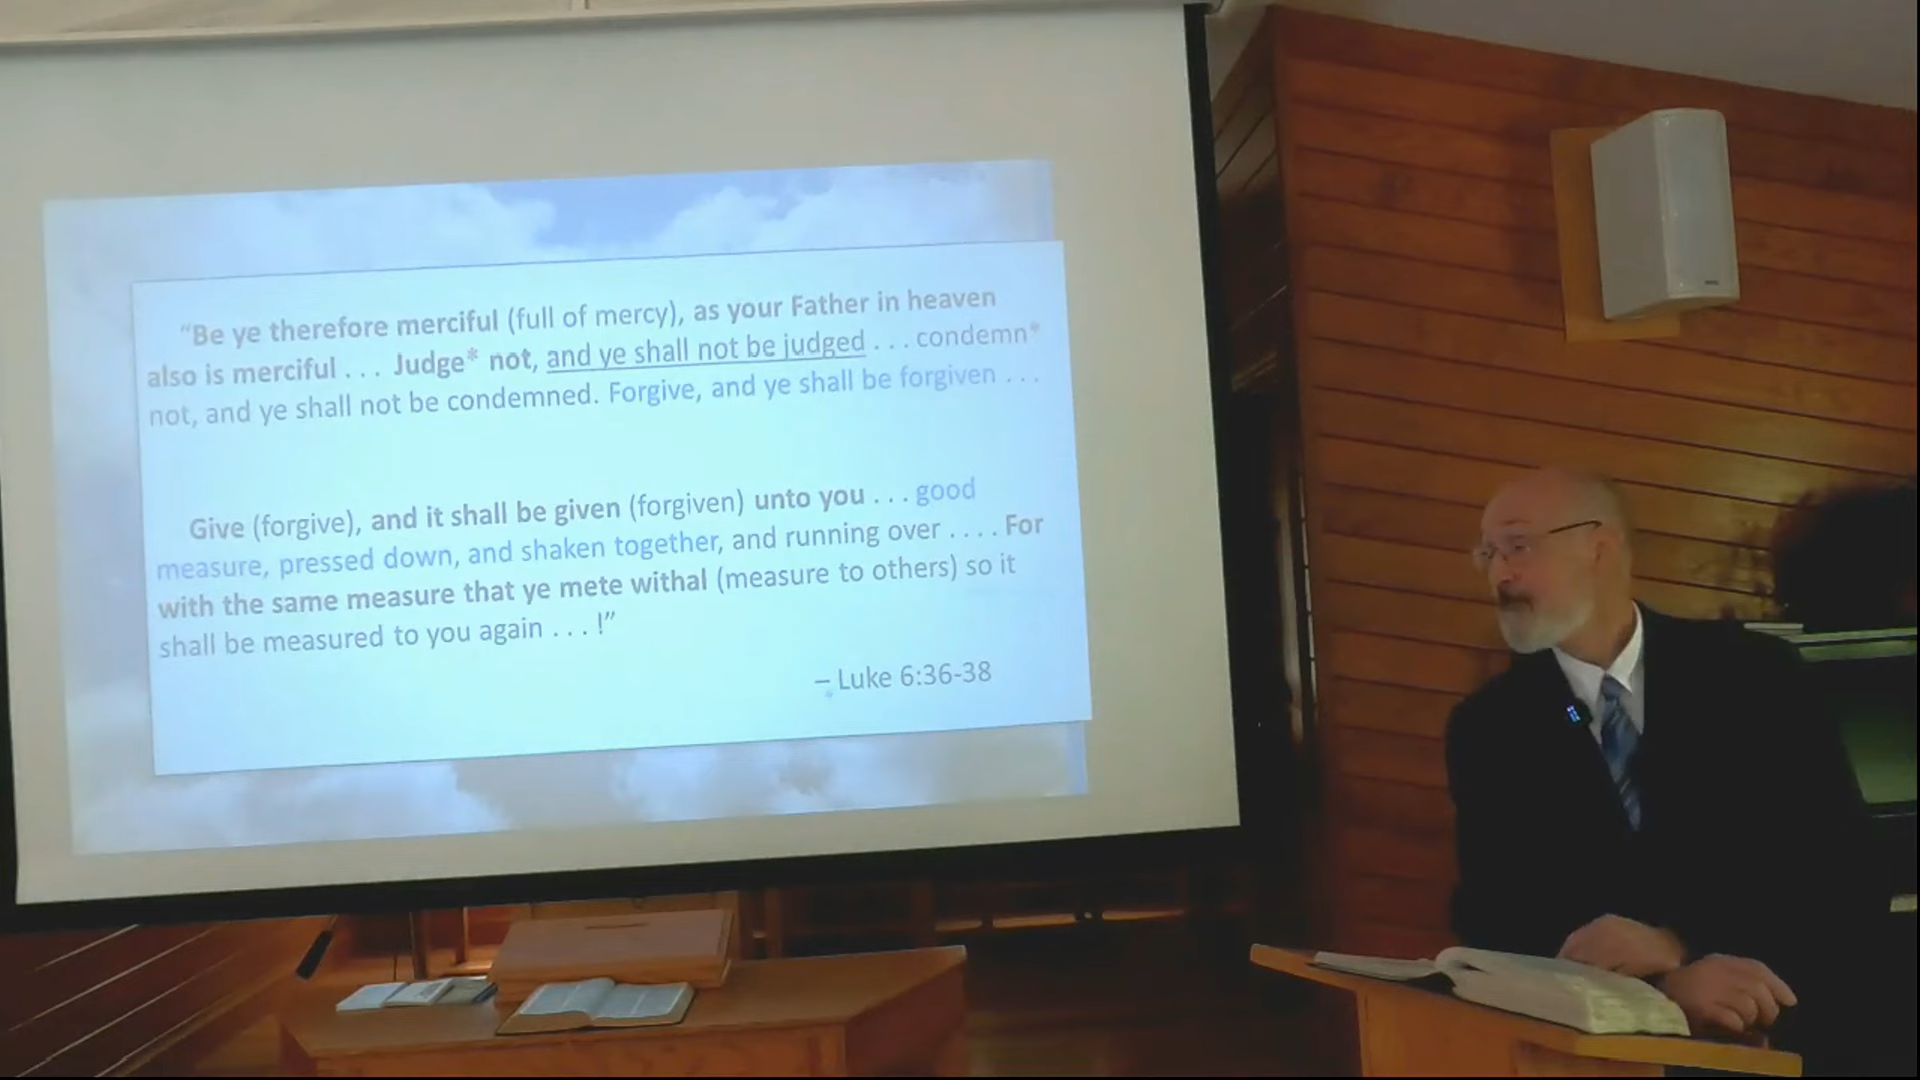 “Be ye therefore merciful (full of mercy), as your Father in heaven
also is merciful . . . Judge* not, and ye shall not be judged . . . condemn*
not, and ye shall not be condemned. Forgive, and ye shall be forgiven . . .
Give (forgive), and it shall be given (forgiven) unto you . . . good
measure, pressed down, and shaken together, and running over . . . . For
with the same measure that ye mete withal (measure to others) so it
shall be measured to you again . . . !”
– Luke 6:36-38